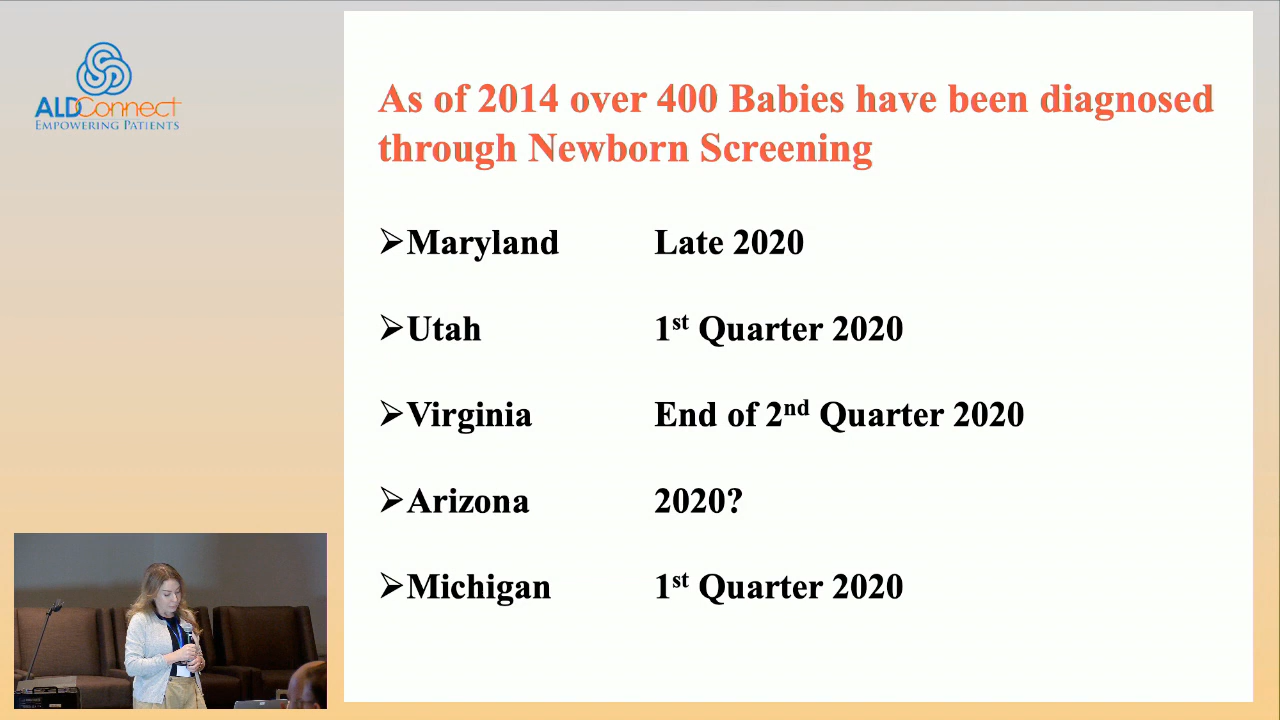 ALDConnect
EMPOWERING PATIENTS
As of 2014 over 400 Babies have been diagnosed
through Newborn Screening
➢Maryland Late 2020
➢Utah 1st Quarter 2020
➢Virginia End of 2nd Quarter 2020
➢Arizona 2020?
➢Michigan 1st Quarter 2020